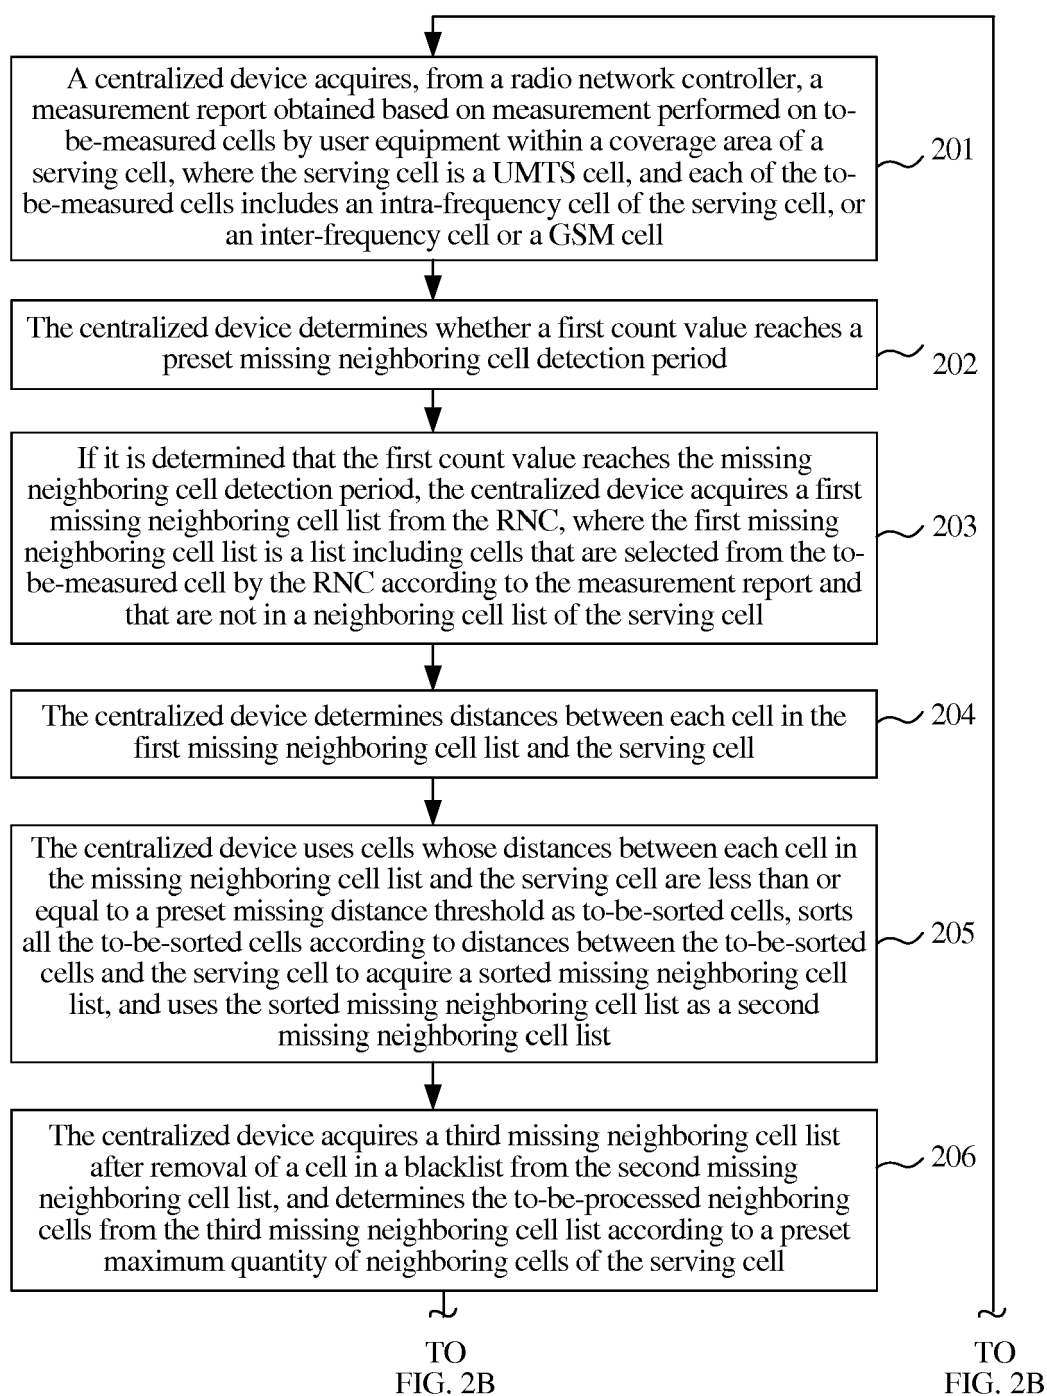 A centralized device acquires, from a radio network controller, a
measurement report obtained based on measurement performed on to-
be-measured cells by user equipment within a coverage area of a
serving cell, where the serving cell is a UMTS cell, and each of the to-
be-measured cells includes an intra-frequency cell of the serving cell, or
an inter-frequency cell or a GSM cell
201
The centralized device determines whether a first count value reaches a
preset missing neighboring cell detection period
202
If it is determined that the first count value reaches the missing
neighboring cell detection period, the centralized device acquires a first
missing neighboring cell list from the RNC, where the first missing
neighboring cell list is a list including cells that are selected from the to-
be-measured cell by the RNC according to the measurement report and
that are not in a neighboring cell list of the serving cell
203
The centralized device determines distances between each cell in the
first missing neighboring cell list and the serving cell
204
The centralized device uses cells whose distances between each cell in
the missing neighboring cell list and the serving cell are less than or
equal to a preset missing distance threshold as to-be-sorted cells, sorts
all the to-be-sorted cells according to distances between the to-be-sorted
cells and the serving cell to acquire a sorted missing neighboring cell
list, and uses the sorted missing neighboring cell list as a second
missing neighboring cell list
205
The centralized device acquires a third missing neighboring cell list
after removal of a cell in a blacklist from the second missing
neighboring cell list, and determines the to-be-processed neighboring
cells from the third missing neighboring cell list according to a preset
maximum quantity of neighboring cells of the serving cell
206
TO
FIG. 2B
TO
FIG. 2B